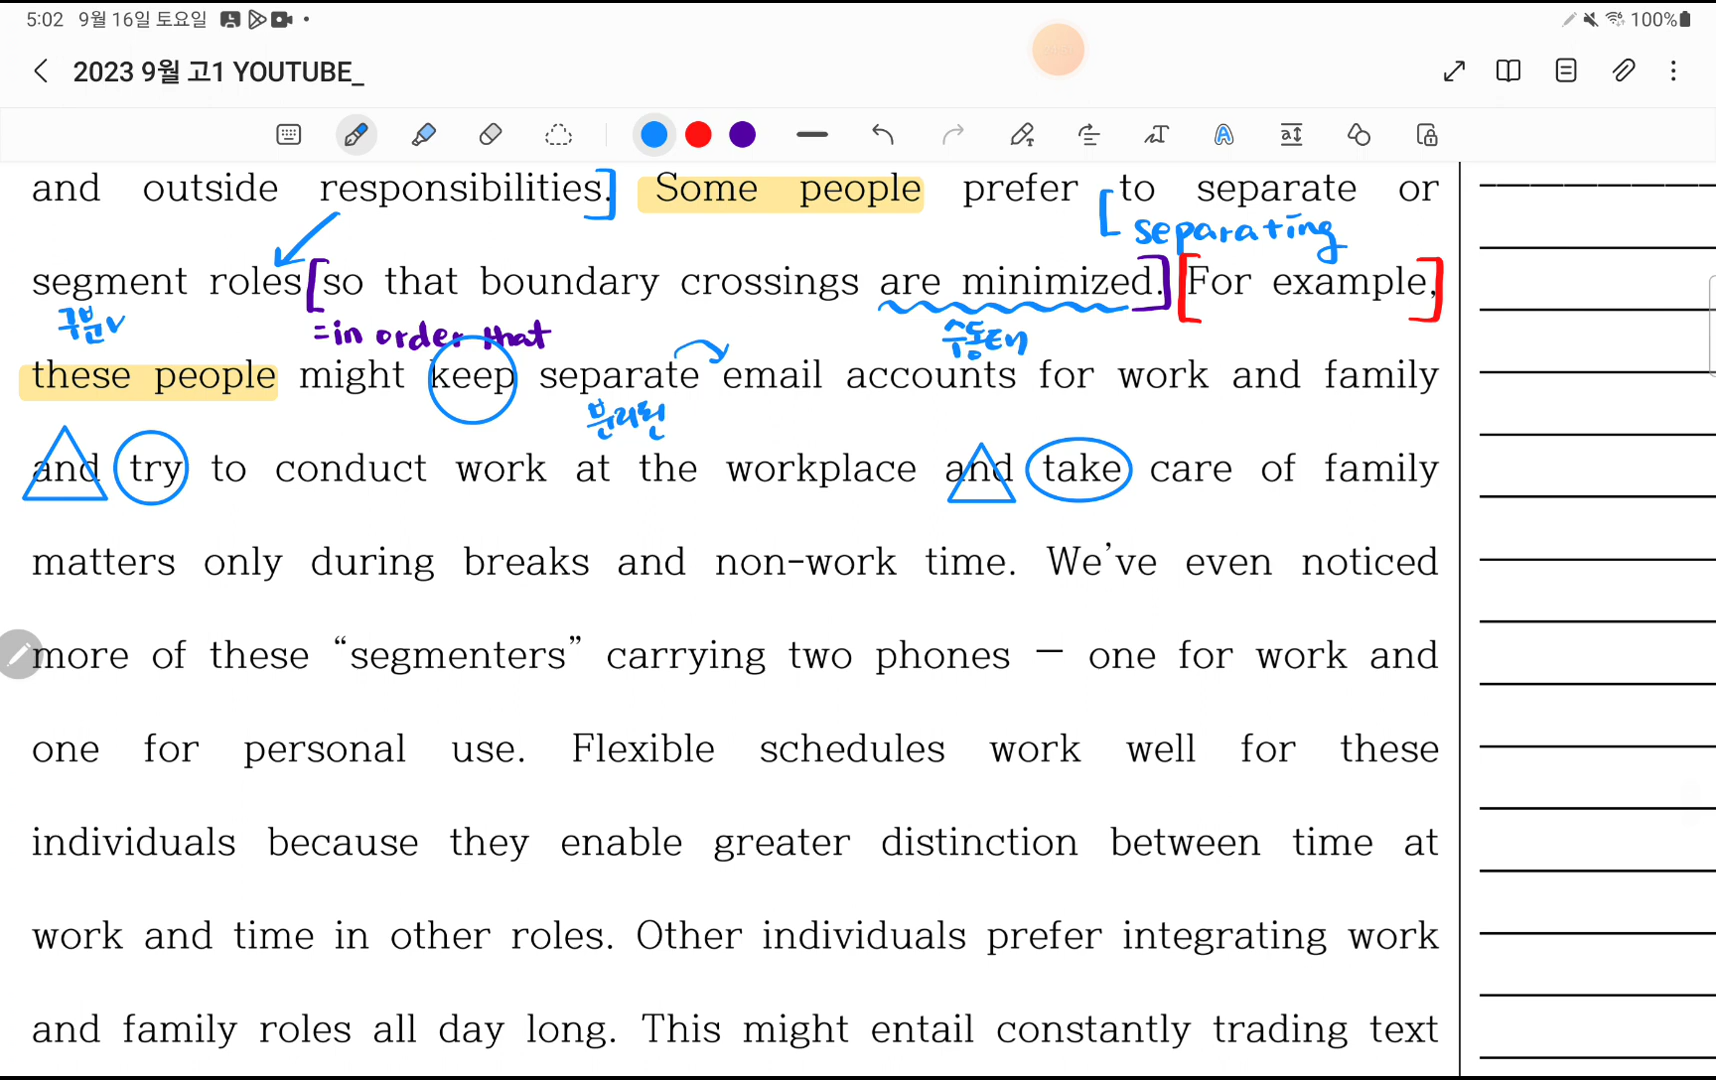 5:02 9월 16일 토요일
100%
2023 9월 고1 YOUTUBE_
and outside responsibilities. Some people prefer to separate or
separating
segment roles so that boundary crossings are minimized. For example,
구분v
=in order that
수동태
these people might keep separate email accounts for work and family
분리된
and try to conduct work at the workplace and take care of family
matters only during breaks and non-work time. We’ve even noticed
more of these “segmenters” carrying two phones — one for work and
one for personal use. Flexible schedules work well for these
individuals because they enable greater distinction between time at
work and time in other roles. Other individuals prefer integrating work
and family roles all day long. This might entail constantly trading text